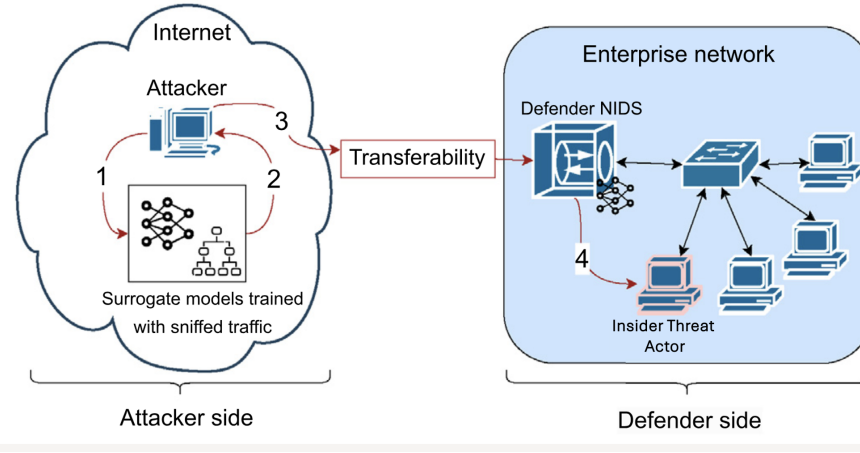 Internet
Attacker
1
2
3
Surrogate models trained
with sniffed traffic
Attacker side
Transferability
Enterprise network
Defender NIDS
4
Insider Threat
Actor
Defender side